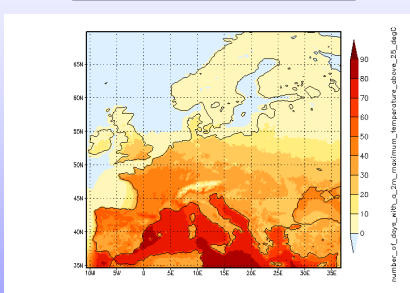 65N
60N
55N
50N
45N
40N
35N
10W
5W
0
5E
10E
15E
20E
25E
30E
35E
90
80
70
60
50
40
30
20
10
0
number_of_days_with_a_2m_maximum_temperature_above_25_degC